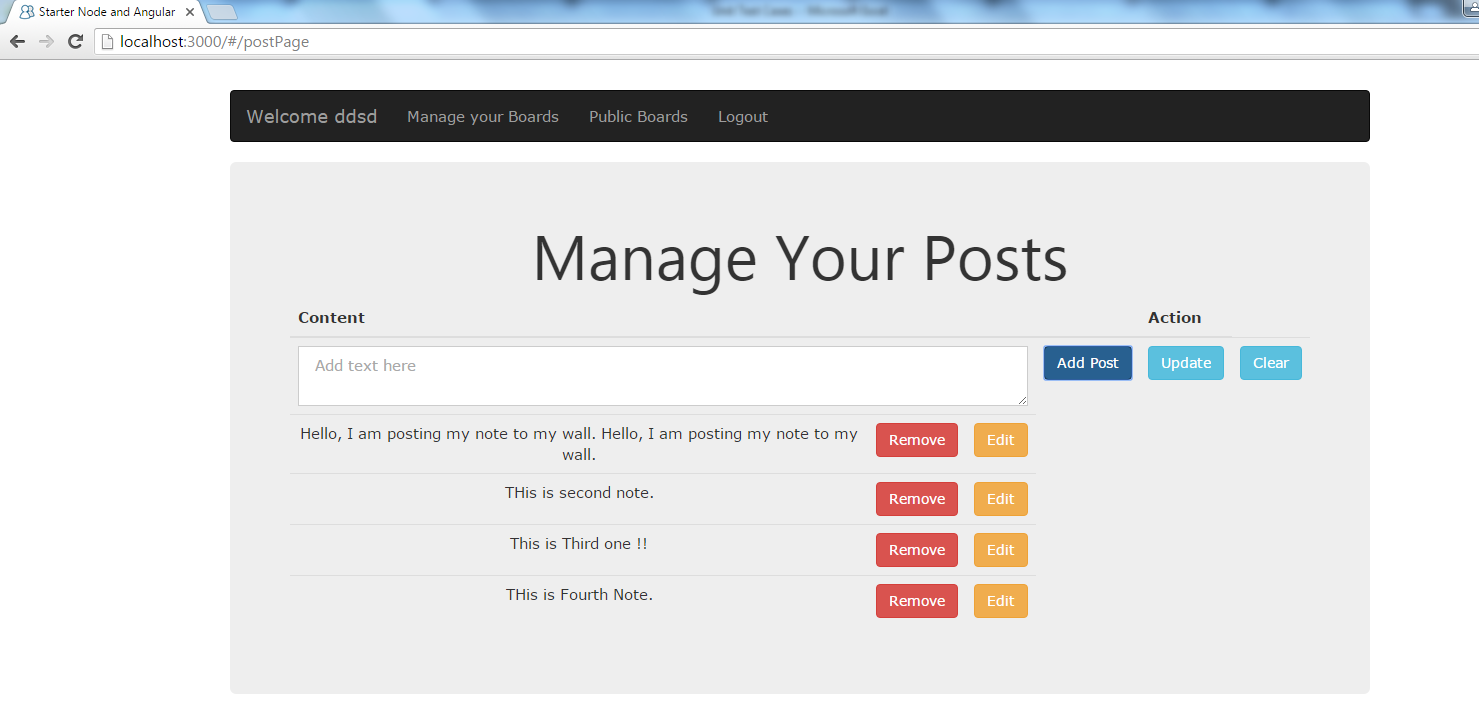 Starter Node and Angular
localhost:3000/#/postPage
Welcome ddsd Manage your Boards Public Boards Logout
Manage Your Posts
Content Action
Add text here Add Post Update Clear
Hello, I am posting my note to my wall. Hello, I am posting my note to my Remove Edit
wall.
THis is second note. Remove Edit
This is Third one !! Remove Edit
THis is Fourth Note. Remove Edit